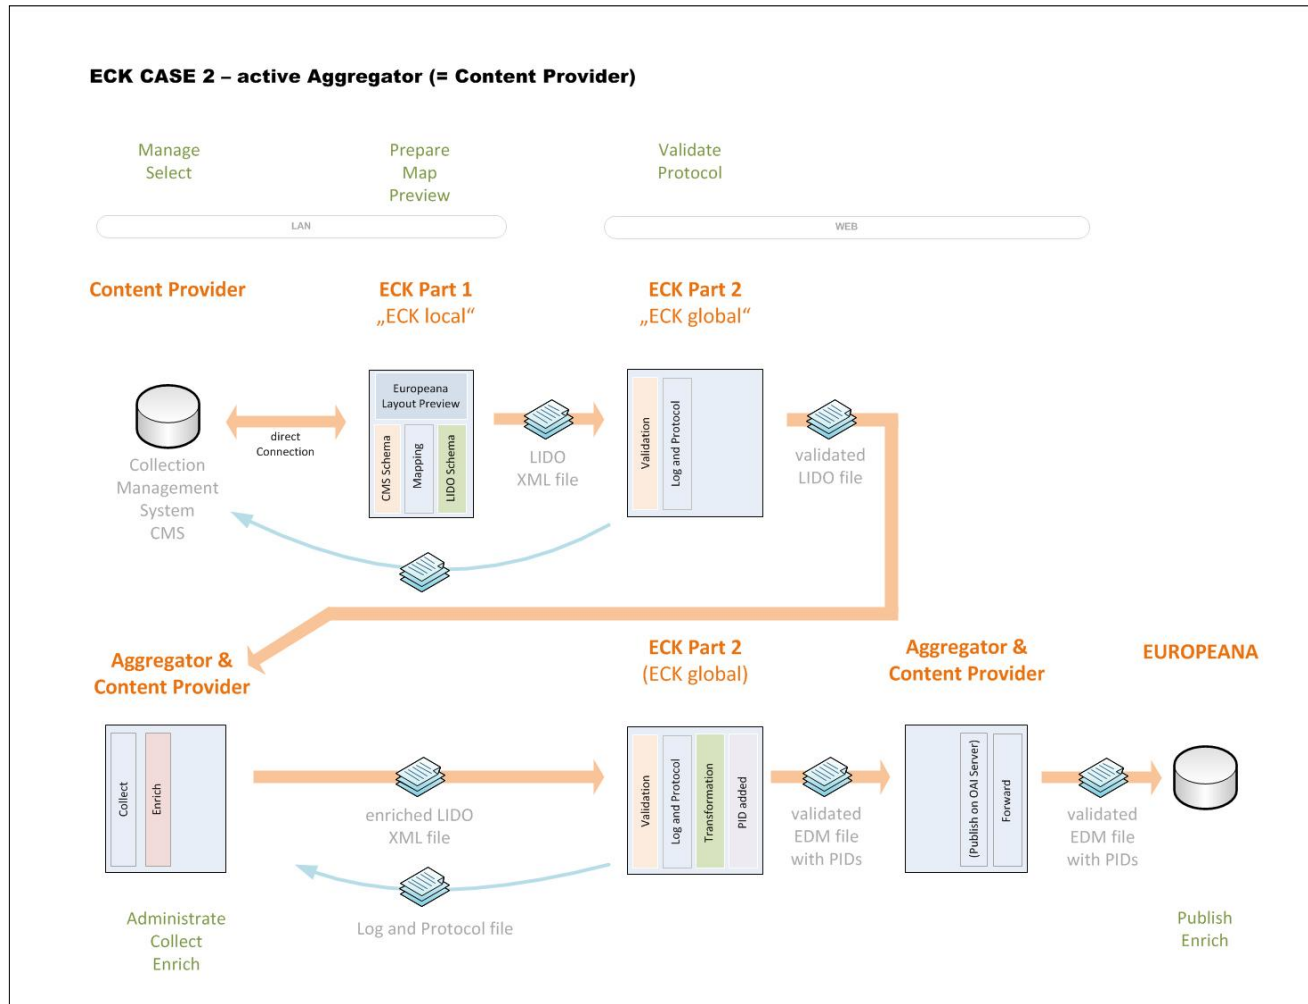 ECK CASE 2 – active Aggregator (= Content Provider)
Manage
Select
Prepare
Map
Preview
Validate
Protocol
LAN
WEB
Content Provider
ECK Part 1
„ECK local“
ECK Part 2
„ECK global“
Europeana
Layout Preview
CMS Schema
Mapping
LIDO Schema
Validation
Log and Protocol
direct
Connection
Collection
Management
System
CMS
LIDO
XML file
validated
LIDO file
Aggregator &
Content Provider
ECK Part 2
(ECK global)
Aggregator &
Content Provider
EUROPEANA
Collect
Enrich
enriched LIDO
XML file
Validation
Log and Protocol
Transformation
PID added
validated
EDM file
with PIDs
(Publish on OAI Server)
Forward
validated
EDM file
with PIDs
Log and Protocol file
Administrate
Collect
Enrich
Publish
Enrich